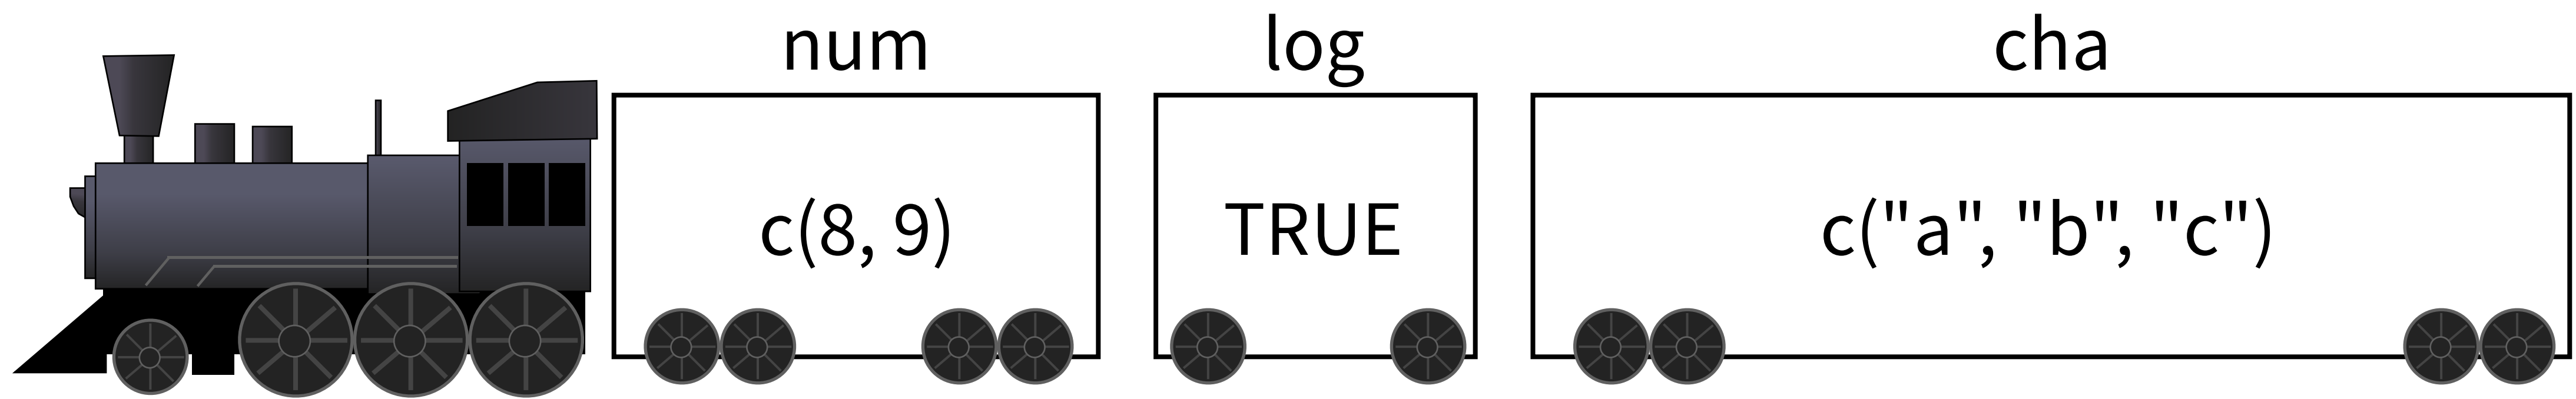 num log cha
c(8, 9) TRUE c("a", "b", "c")